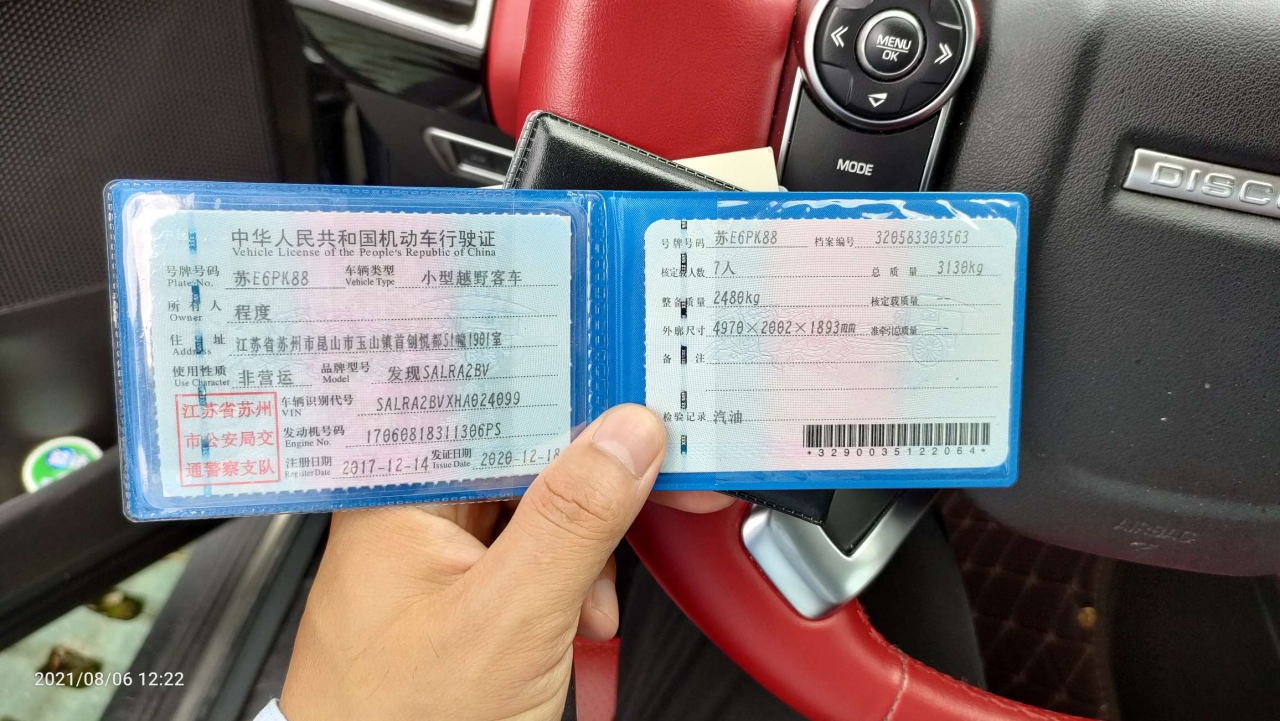 MENU
OK
MODE
DISC
中华人民共和国机动车行驶证
Vehicle License of the People's Republic of China
号牌号码 苏E6PK88 车辆类型 小型越野客车
Plate No. Vehicle Type
所有人 程度
Owner
住址 江苏省苏州市昆山市玉山镇首创悦都51幢1901室
Address
使用性质 非营运 品牌型号 发现SALRA2BV
Use Character Model
江苏省苏州
市公安局交
通警察支队
车辆识别代号 SALRA2BVXHA024099
VIN
发动机号码 17060818311306PS
Engine No.
注册日期 2017-12-14 发证日期 2020-12-18
Register Date Issue Date
号牌号码 苏E6PK88 档案编号 320583303563
核定载人数 7人 总质量 3130kg
整备质量 2480kg 核定载质量 --
外廓尺寸 4970×2002×1893mm 准牵引总质量 --
备注
检验记录 汽油
*3290035122064*
AIRBAG
2021/08/06 12:22